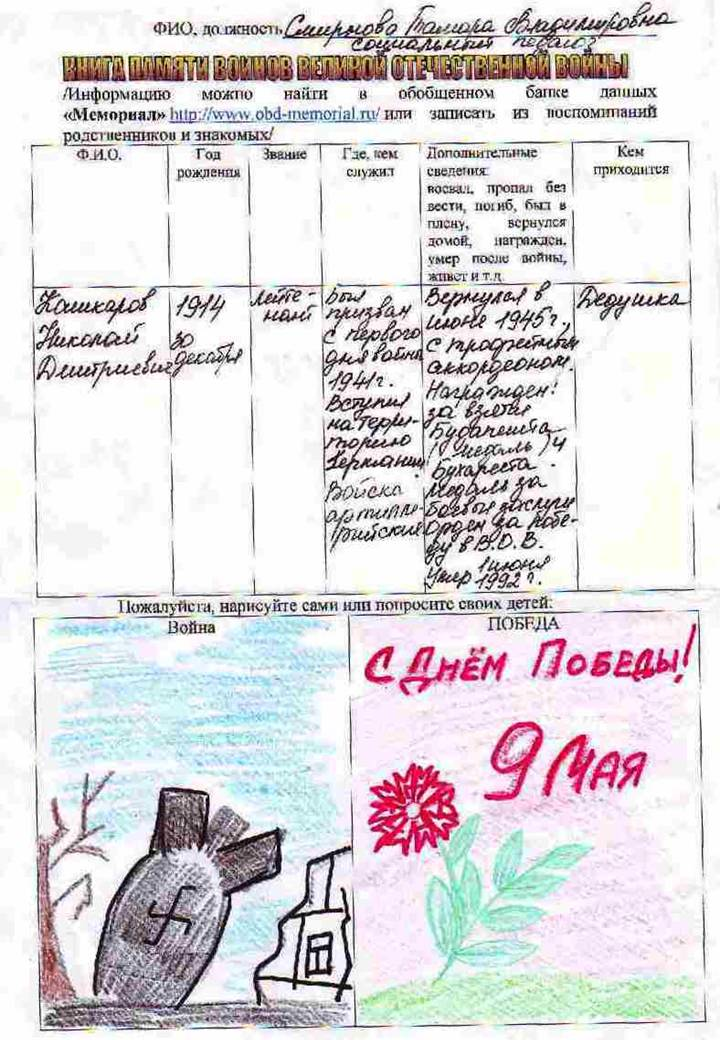 ФИО, должность Смирнова Тамара Владимировна
социальный педагог
КНИГА ПАМЯТИ ВОИНОВ ВЕЛИКОЙ ОТЕЧЕСТВЕННОЙ ВОЙНЫ
/Информацию можно найти в обобщенном банке данных
«Мемориал» http://www.obd-memorial.ru/ или записать из воспоминаний
родственников и знакомых/
Ф.И.О.
Год
рождения
Звание
Где, кем
служил
Дополнительные
сведения:
воевал, пропал без
вести, погиб, был в
плену, вернулся
домой, награжден,
умер после войны,
живет и т.д.
Кем
приходится
Кошкаров
Николай
Дмитриевич
1914
30
декабря
лейте-
нант
Был
призван
с первого
дня войны
1941г.
Вступил
на терри-
торию
Германии.
Войска
артилле-
рийские
Вернулся в
июне 1945г.,
с трофейным
аккордеоном.
Награжден:
за взятие
Будапешта
(медаль) и
Бухареста.
Медаль за
боевые заслуги
Орден за побе-
ду в В.О.В.
Умер 1 июня
1992г.
Дедушка
Пожалуйста, нарисуйте сами или попросите своих детей:
Война
ПОБЕДА
С ДНЁМ ПОБЕДЫ!
9 МАЯ